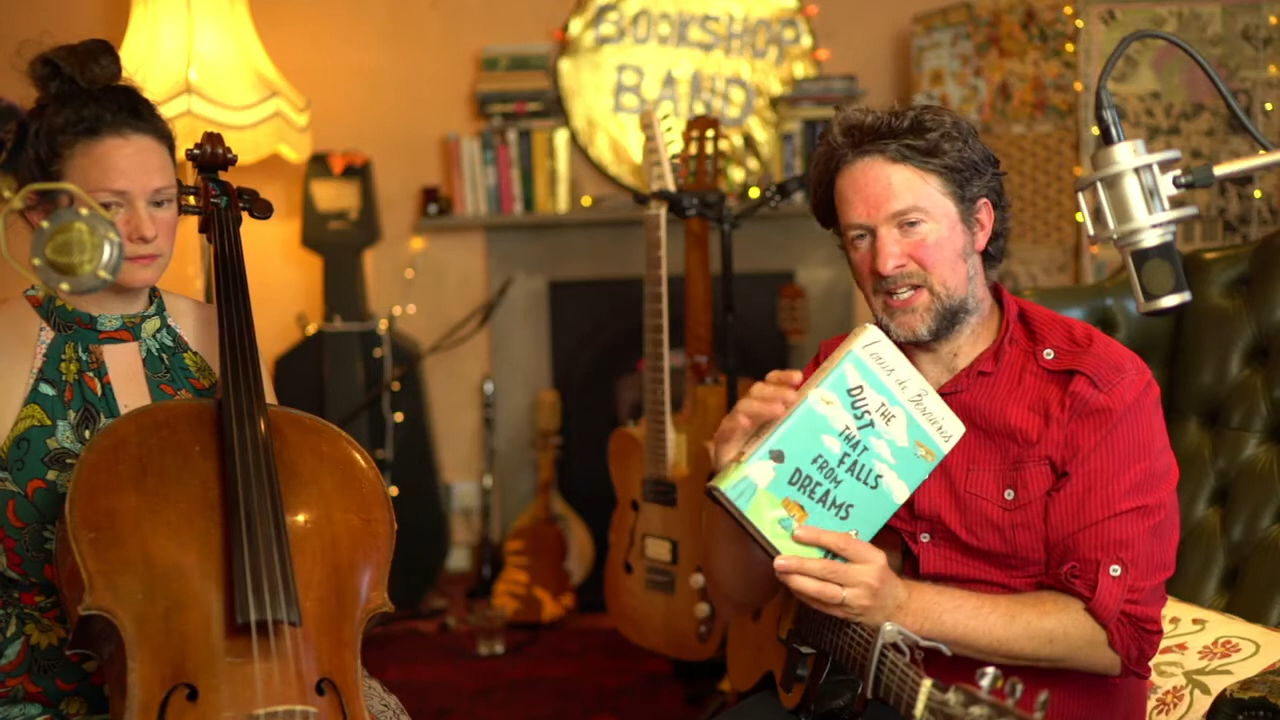 BOOKSHOP
BAND
Louis de Bernières
THE
DUST
THAT
FALLS
FROM
DREAMS